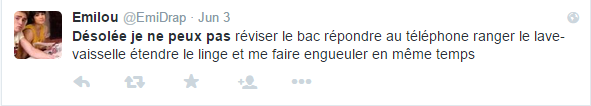 Emilou @EmiDrap · Jun 3
Désolée je ne peux pas réviser le bac répondre au téléphone ranger le lave-
vaisselle étendre le linge et me faire engueuler en même temps